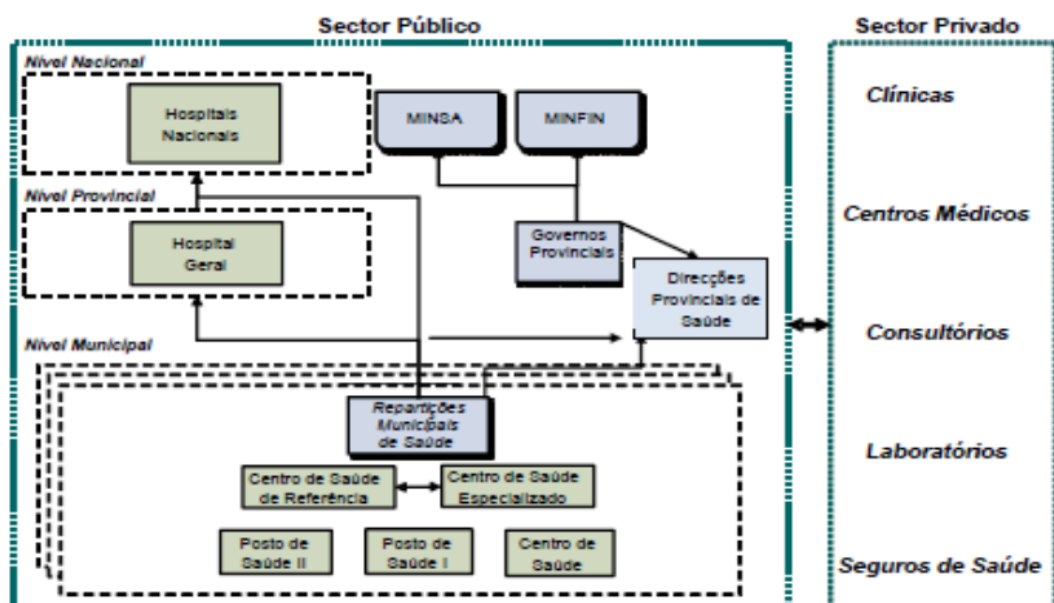 Sector Público
Sector Privado
Nível Nacional
Hospitais
Nacionais
MINSA
MINFIN
Clínicas
Nível Provincial
Hospital
Geral
Governos
Provinciais
Direcções
Provinciais de
Saúde
Centros Médicos
Nível Municipal
Consultórios
Repartições
Municipais
de Saúde
Centro de Saúde
de Referência
Centro de Saúde
Especializado
Laboratórios
Posto de
Saúde II
Posto de
Saúde I
Centro de
Saúde
Seguros de Saúde